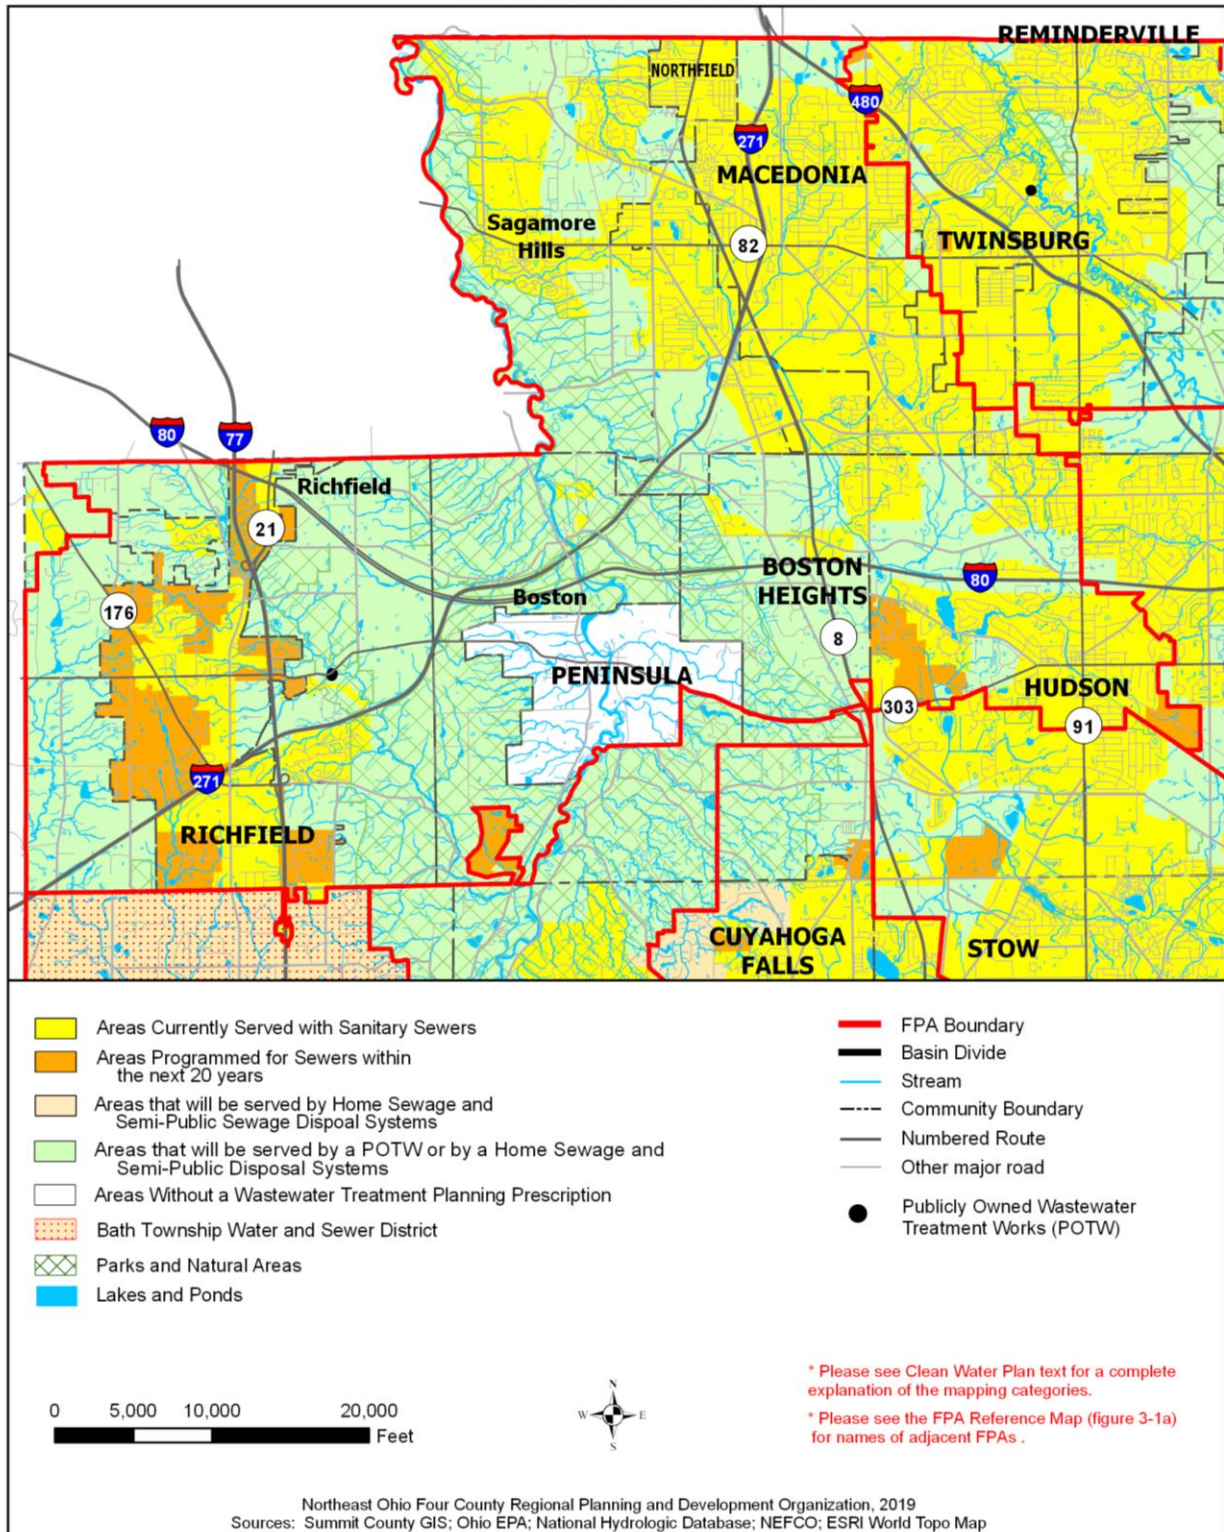 REMINDERVILLE
NORTHFIELD
480
271
MACEDONIA
Sagamore
Hills
82
TWINSBURG
80
77
Richfield
21
BOSTON
HEIGHTS
80
Boston
176
8
PENINSULA
HUDSON
303
91
271
RICHFIELD
CUYAHOGA
FALLS
STOW
Areas Currently Served with Sanitary Sewers
Areas Programmed for Sewers within
the next 20 years
Areas that will be served by Home Sewage and
Semi-Public Sewage Dispoal Systems
Areas that will be served by a POTW or by a Home Sewage and
Semi-Public Disposal Systems
Areas Without a Wastewater Treatment Planning Prescription
Bath Township Water and Sewer District
Parks and Natural Areas
Lakes and Ponds
FPA Boundary
Basin Divide
Stream
Community Boundary
Numbered Route
Other major road
Publicly Owned Wastewater
Treatment Works (POTW)
0 5,000 10,000 20,000
Feet
N
W E
S
* Please see Clean Water Plan text for a complete
explanation of the mapping categories.
* Please see the FPA Reference Map (figure 3-1a)
for names of adjacent FPAs .
Northeast Ohio Four County Regional Planning and Development Organization, 2019
Sources: Summit County GIS; Ohio EPA; National Hydrologic Database; NEFCO; ESRI World Topo Map